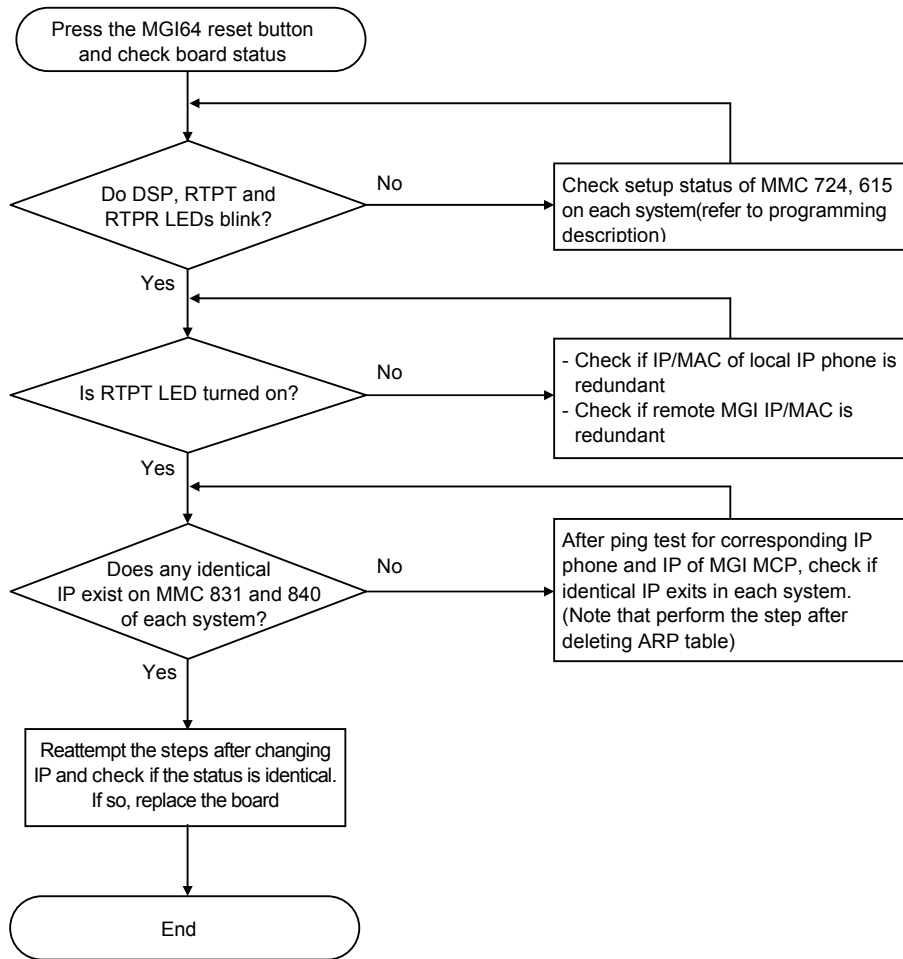 Press the MGI64 reset button
and check board status
Do DSP, RTPT and
RTPR LEDs blink?
No
Check setup status of MMC 724, 615
on each system(refer to programming
description)
Yes
Is RTPT LED turned on?
No
- Check if IP/MAC of local IP phone is
redundant
- Check if remote MGI IP/MAC is
redundant
Yes
Does any identical
IP exist on MMC 831 and 840
of each system?
No
After ping test for corresponding IP
phone and IP of MGI MCP, check if
identical IP exits in each system.
(Note that perform the step after
deleting ARP table)
Yes
Reattempt the steps after changing
IP and check if the status is identical.
If so, replace the board
End